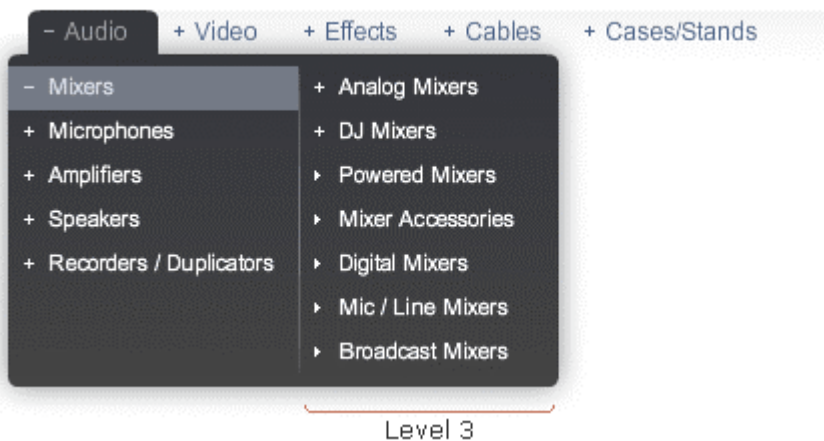 − Audio + Video + Effects + Cables + Cases/Stands
− Mixers
+ Microphones
+ Amplifiers
+ Speakers
+ Recorders / Duplicators
+ Analog Mixers
+ DJ Mixers
▸ Powered Mixers
▸ Mixer Accessories
▸ Digital Mixers
▸ Mic / Line Mixers
▸ Broadcast Mixers
Level 3